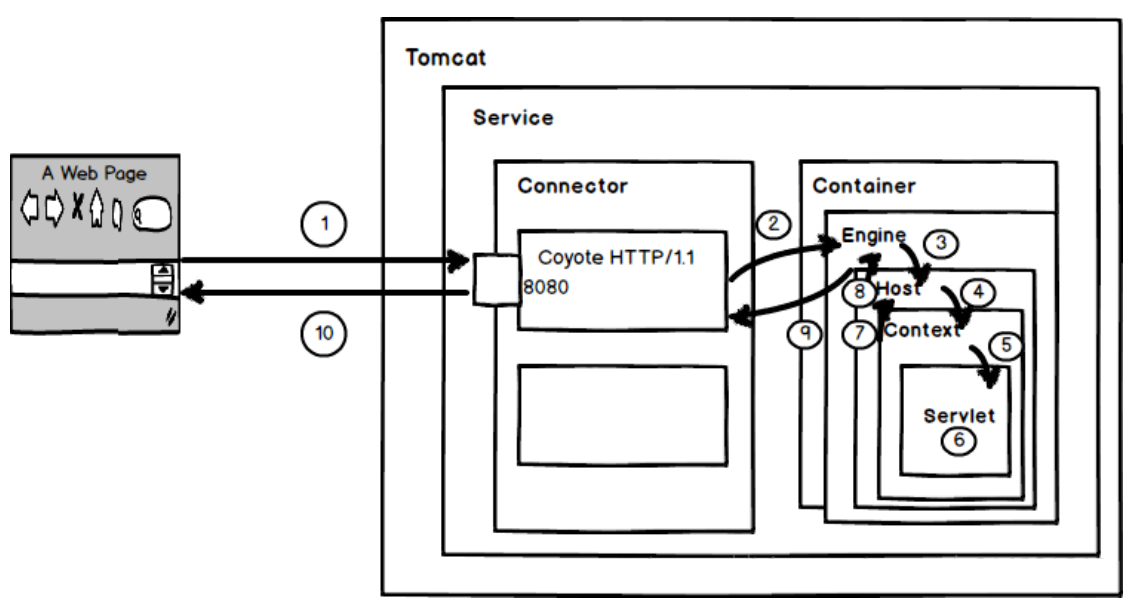 Tomcat
Service
A Web Page
Connector
Container
1
2
Engine
3
Coyote HTTP/1.1
8080
8
Host
4
10
9
7
Context
5
Servlet
6